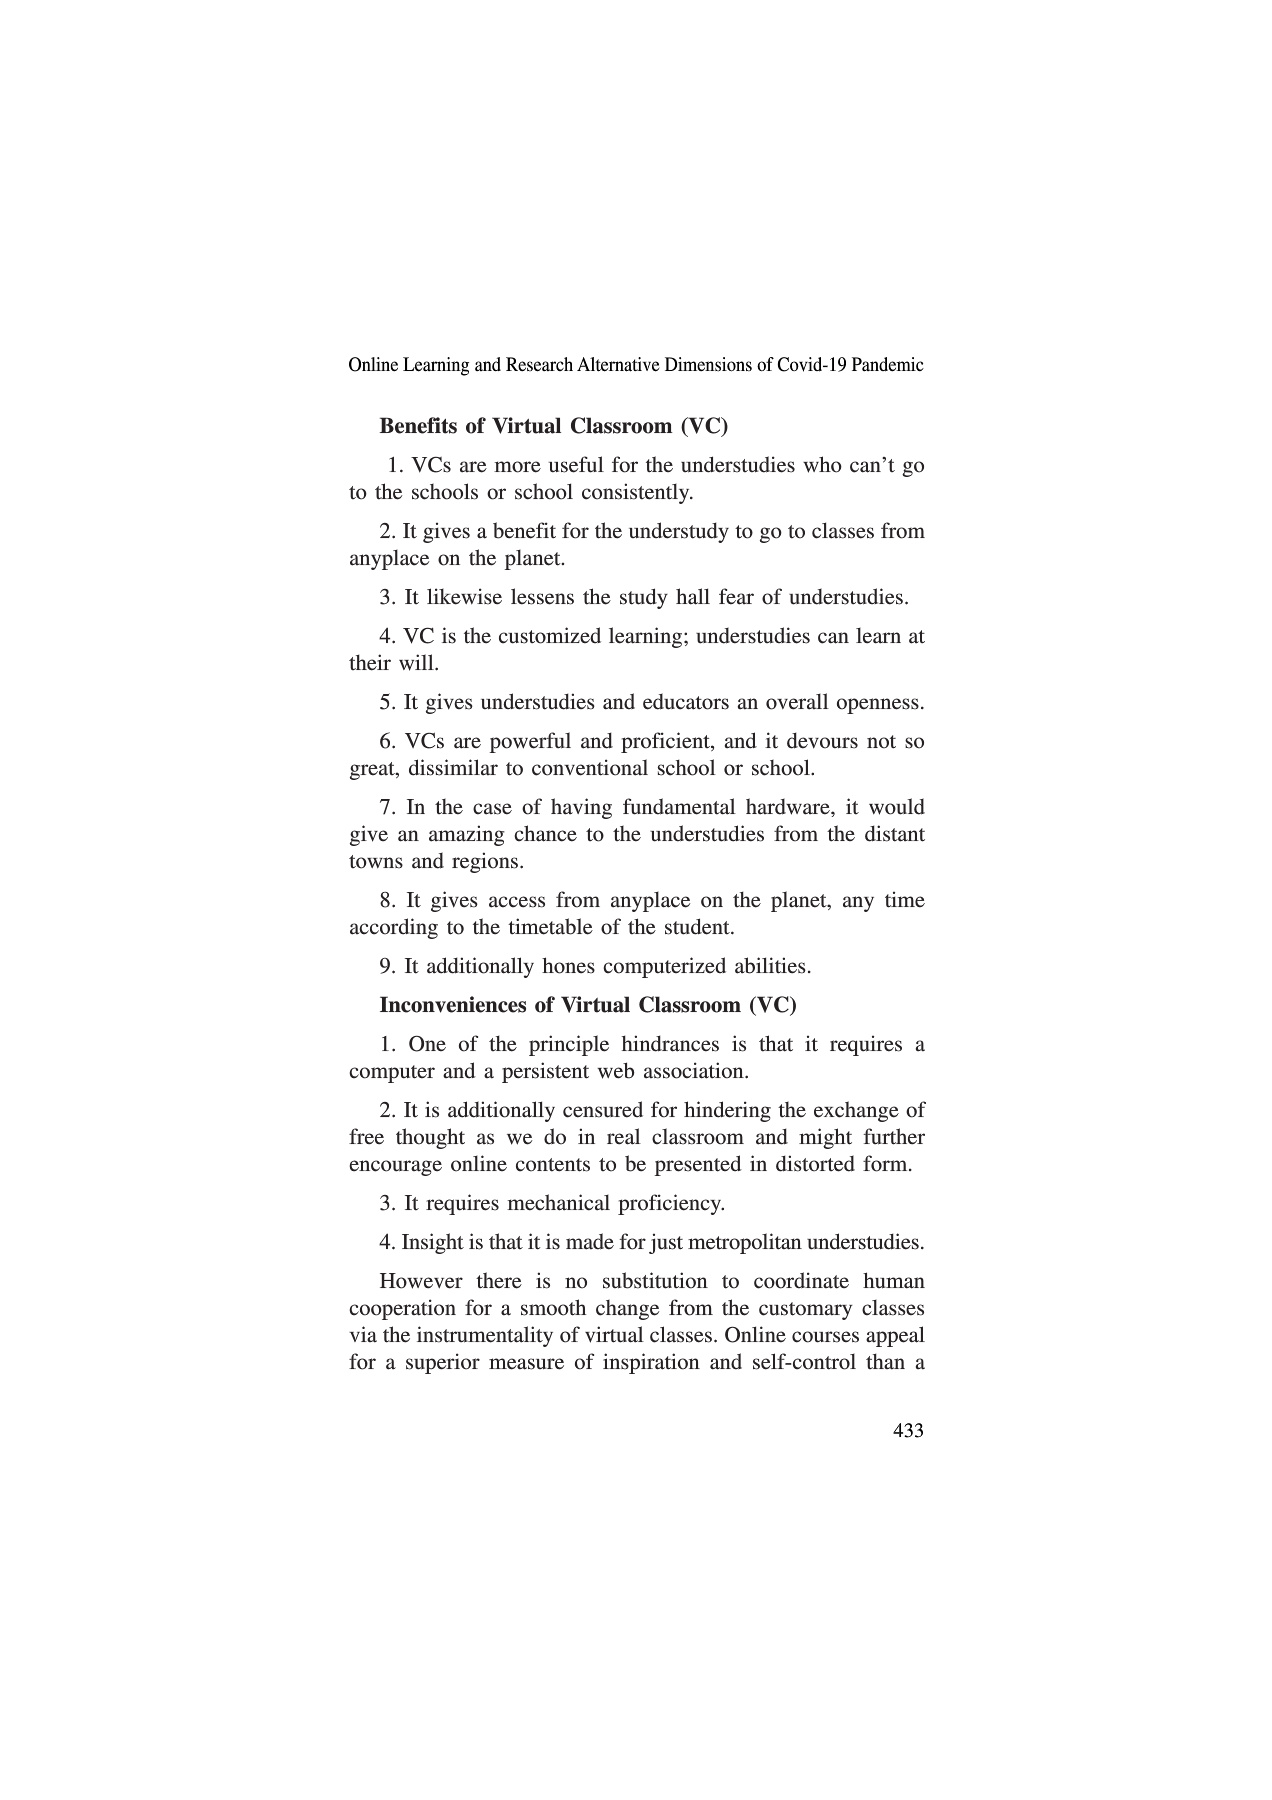 Online Learning and Research Alternative Dimensions of Covid-19 Pandemic
Benefits of Virtual Classroom (VC)
1. VCs are more useful for the understudies who can’t go
to the schools or school consistently.
2. It gives a benefit for the understudy to go to classes from
anyplace on the planet.
3. It likewise lessens the study hall fear of understudies.
4. VC is the customized learning; understudies can learn at
their will.
5. It gives understudies and educators an overall openness.
6. VCs are powerful and proficient, and it devours not so
great, dissimilar to conventional school or school.
7. In the case of having fundamental hardware, it would
give an amazing chance to the understudies from the distant
towns and regions.
8. It gives access from anyplace on the planet, any time
according to the timetable of the student.
9. It additionally hones computerized abilities.
Inconveniences of Virtual Classroom (VC)
1. One of the principle hindrances is that it requires a
computer and a persistent web association.
2. It is additionally censured for hindering the exchange of
free thought as we do in real classroom and might further
encourage online contents to be presented in distorted form.
3. It requires mechanical proficiency.
4. Insight is that it is made for just metropolitan understudies.
However there is no substitution to coordinate human
cooperation for a smooth change from the customary classes
via the instrumentality of virtual classes. Online courses appeal
for a superior measure of inspiration and self-control than a
433